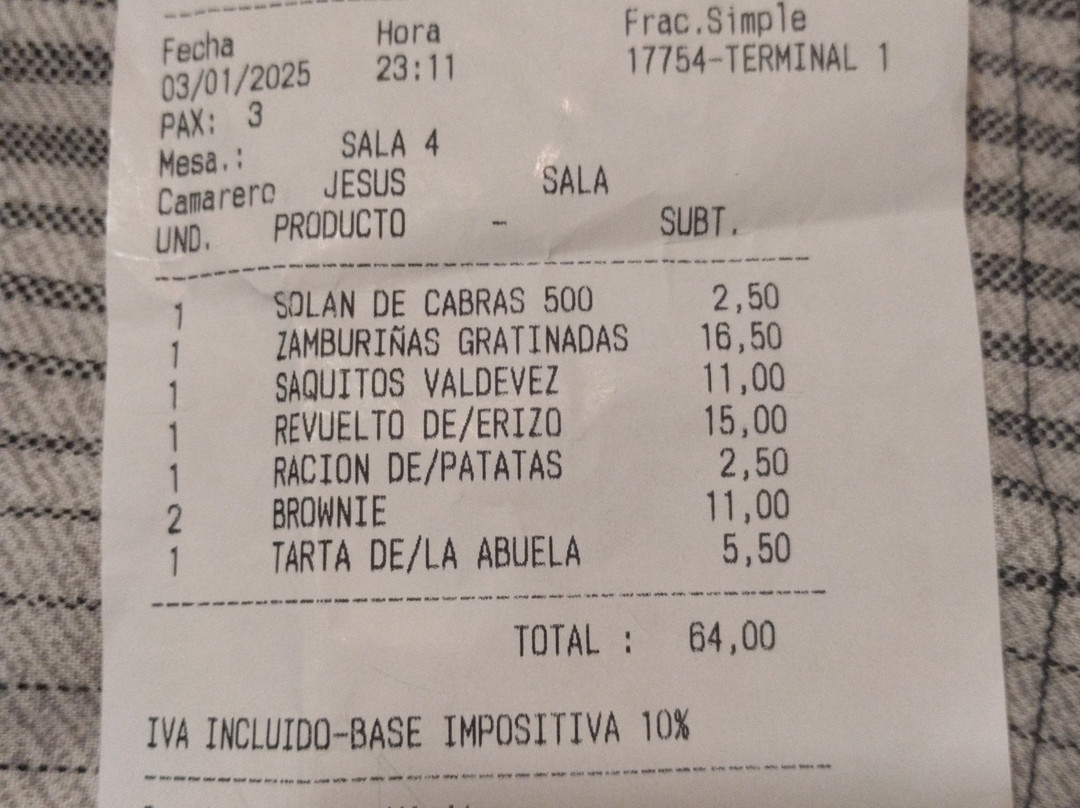 Fecha Hora Frac.Simple
03/01/2025 23:11 17754-TERMINAL 1
PAX: 3
Mesa.: SALA 4
Camarero JESUS SALA
UND. PRODUCTO - SUBT.
1 SOLAN DE CABRAS 500 2,50
1 ZAMBURIÑAS GRATINADAS 16,50
1 SAQUITOS VALDEVEZ 11,00
1 REVUELTO DE/ERIZO 15,00
1 RACION DE/PATATAS 2,50
2 BROWNIE 11,00
1 TARTA DE/LA ABUELA 5,50
TOTAL : 64,00
IVA INCLUIDO-BASE IMPOSITIVA 10%